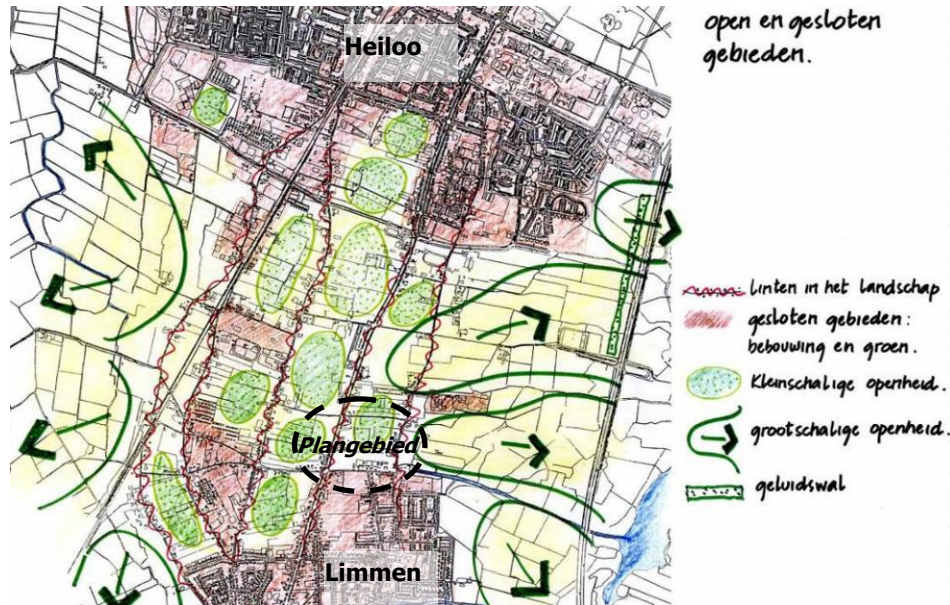 open en gesloten
gebieden.
Heiloo
linten in het landschap
gesloten gebieden:
bebouwing en groen.
Kleinschalige openheid.
grootschalige openheid.
geluidswal
Plangebied
Limmen